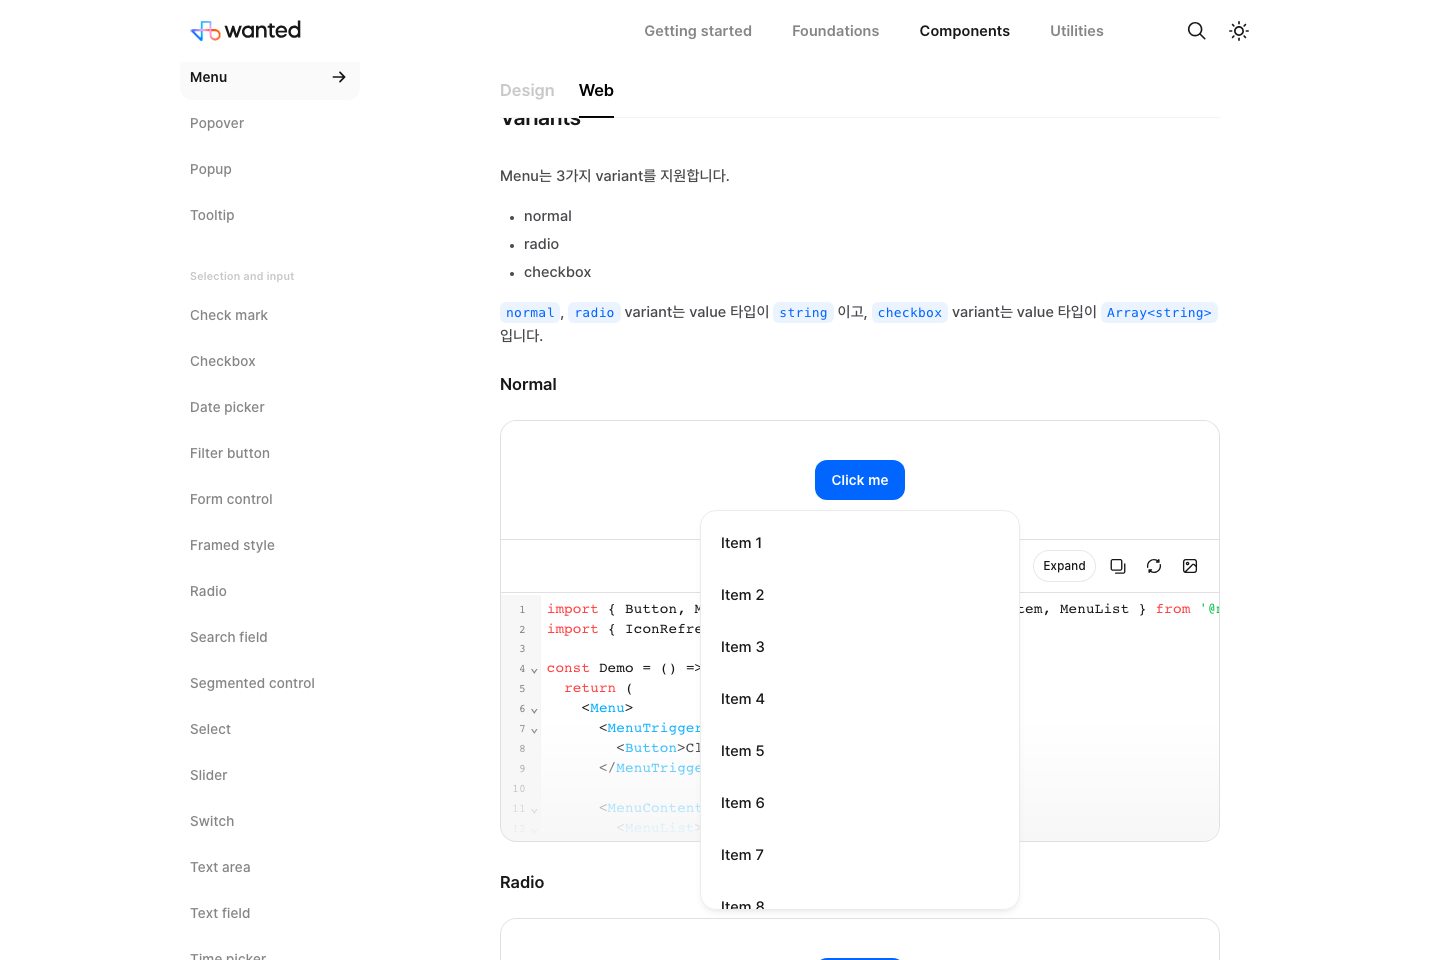 wanted
Getting started
Foundations
Components
Utilities
Menu
Popover
Popup
Tooltip
Selection and input
Check mark
Checkbox
Date picker
Filter button
Form control
Framed style
Radio
Search field
Segmented control
Select
Slider
Switch
Text area
Text field
Time picker
Design
Web
Variants
Menu는 3가지 variant를 지원합니다.
• normal
• radio
• checkbox
normal, radio variant는 value 타입이 string 이고, checkbox variant는 value 타입이 Array<string>
입니다.
Normal
Click me
Item 1
Item 2
Item 3
Item 4
Item 5
Item 6
Item 7
Item 8
Expand
1 import { Button, MenuList } from
2 import {
3
4 const Demo = () =>
5 return (
6 <Menu>
7 <MenuTrigger
8 <Button>
9 </
10
11 <MenuContent
12 <MenuList>
Radio